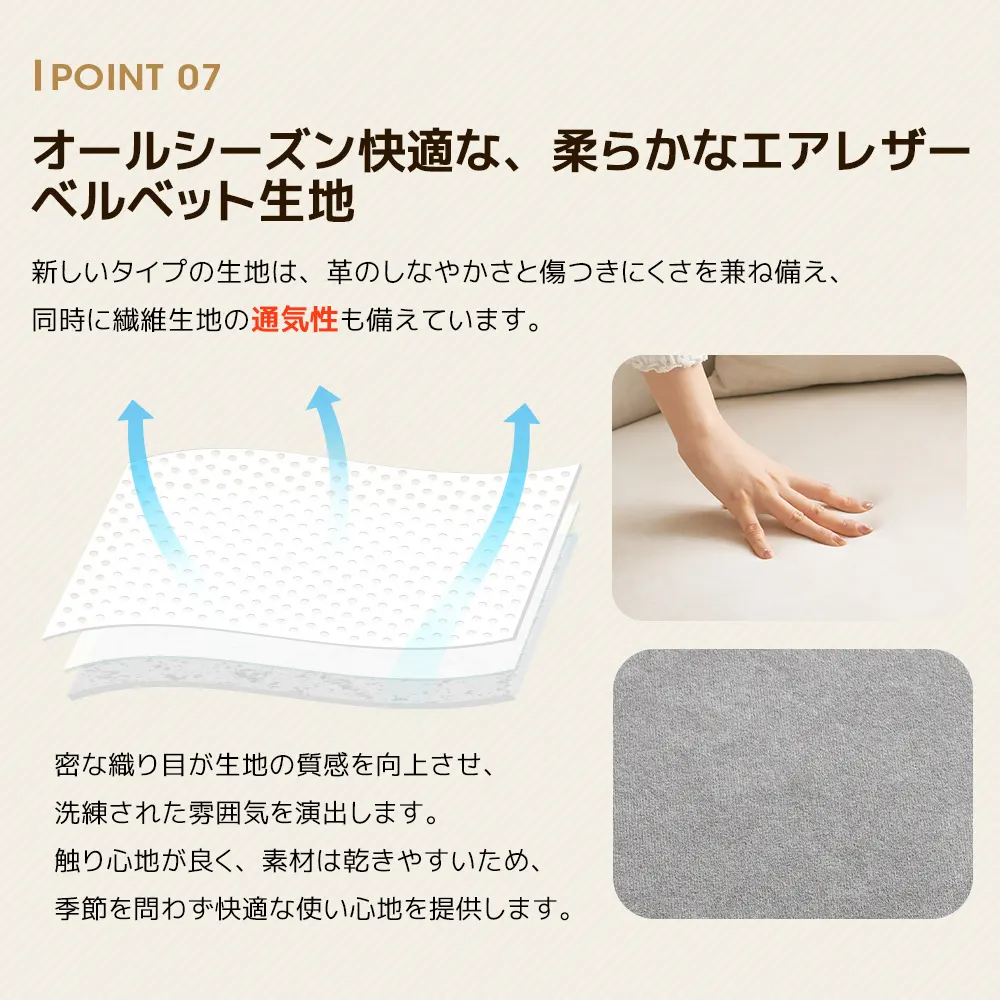 POINT 07
オールシーズン快適な、柔らかなエアレザー
ベルベット生地
新しいタイプの生地は、革のしなやかさと傷つきにくさを兼ね備え、
同時に繊維生地の通気性も備えています。
密な織り目が生地の質感を向上させ、
洗練された雰囲気を演出します。
触り心地が良く、素材は乾きやすいため、
季節を問わず快適な使い心地を提供します。